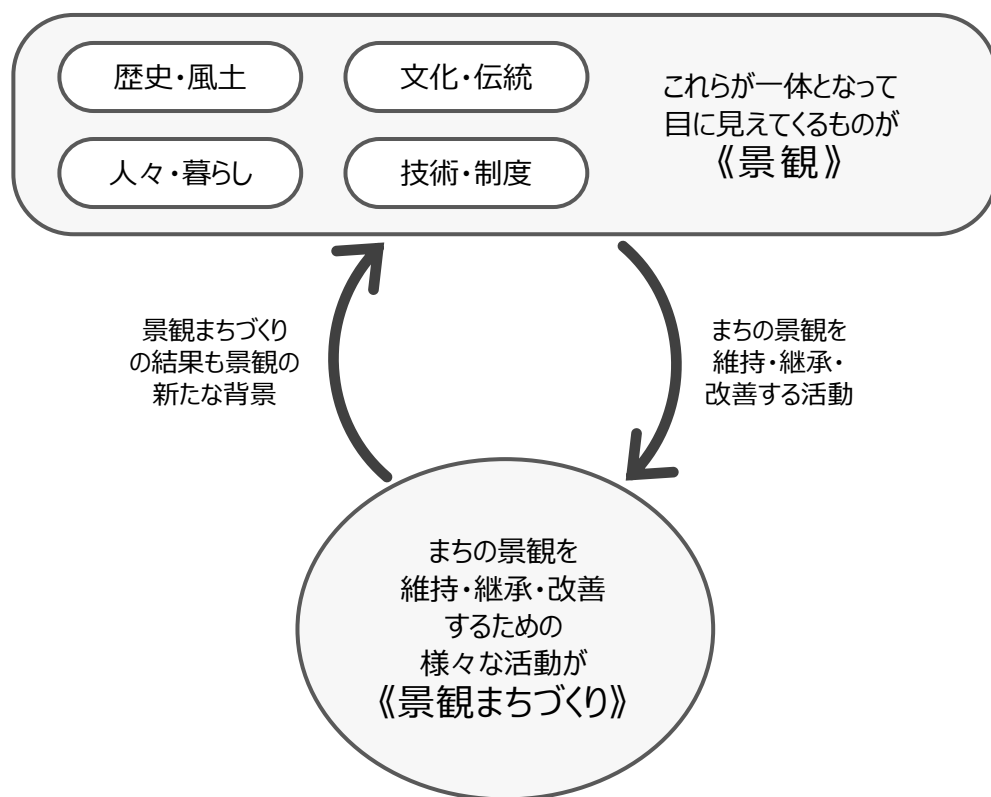 歴史・風土
文化・伝統
人々・暮らし
技術・制度
これらが一体となって
目に見えてくるものが
《景観》
景観まちづくり
の結果も景観の
新たな背景
まちの景観を
維持・継承・
改善する活動
まちの景観を
維持・継承・改善
するための
様々な活動が
《景観まちづくり》